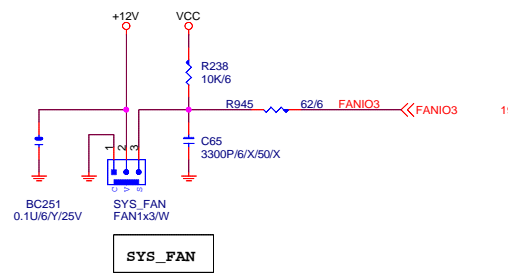 +12V VCC
R238
10K/6
R945 62/6 FANIO3 FANIO3
C65
3300P/6/X/50/X
1 2 3
C V S
BC251
0.1U/6/Y/25V
SYS_FAN
FAN1x3/W
SYS_FAN